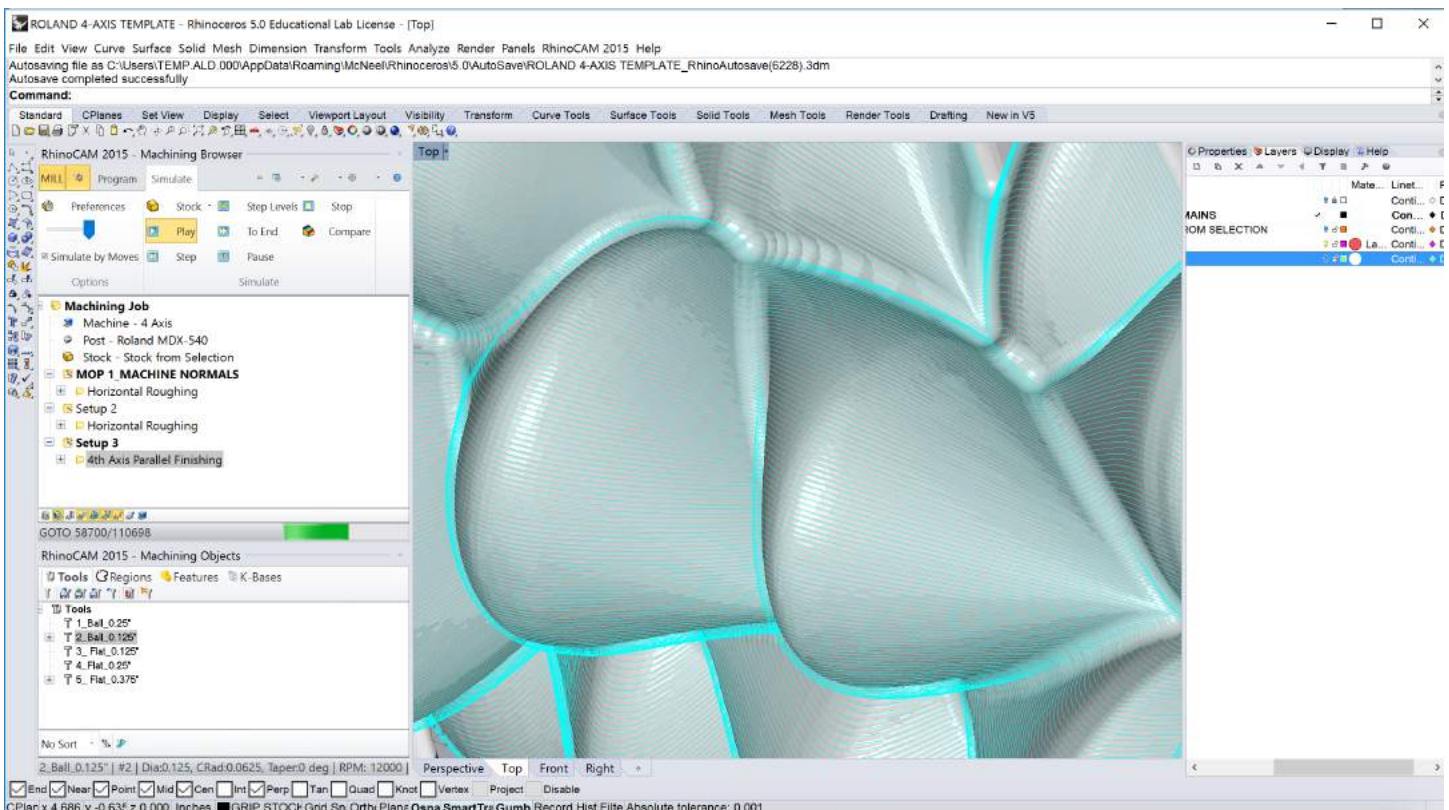 ROLAND 4-AXIS TEMPLATE - Rhinoceros 5.0 Educational Lab License - [Top]
File Edit View Curve Surface Solid Mesh Dimension Transform Tools Analyze Render Panels RhinoCAM 2015 Help
Autosaving file as C:\Users\TEMP.ALD.000\AppData\Roaming\McNeel\Rhinoceros\5.0\AutoSave\ROLAND 4-AXIS TEMPLATE_RhinoAutosave(6228).3dm
Autosave completed successfully
Command:
Standard CPlanes Set View Display Select Viewport Layout Visibility Transform Curve Tools Surface Tools Solid Tools Mesh Tools Render Tools Drafting New in V5
RhinoCAM 2015 - Machining Browser
MILL Program Simulate
Preferences Stock Step Levels Stop
Play To End Compare
Simulate by Moves Step Pause
Options Simulate
Machining Job
Machine - 4 Axis
Post - Roland MDX-540
Stock - Stock from Selection
MOP 1_MACHINE NORMALS
Horizontal Roughing
Setup 2
Horizontal Roughing
Setup 3
4th Axis Parallel Finishing
GOTO 58700/110698
RhinoCAM 2015 - Machining Objects
Tools Regions Features K-Bases
Tools
1_Ball_0.25"
2_Ball_0.125"
3_ Flat_0.125"
4_Flat_0.25"
5_ Flat_0.375"
No Sort
2_Ball_0.125" | #2 | Dia:0.125, CRad:0.0625, Taper:0 deg | RPM: 12000 |
Top
Perspective Top Front Right
Properties Layers Display Help
Mate... Linet... P
Conti... D
MAINS Con... D
ROM SELECTION Conti... D
La... Conti... D
Conti... D
End Near Point Mid Cen Int Perp Tan Quad Knot Vertex Project Disable
CPlan x 4.686 y -0.635 z 0.000 Inches GRIP STOCK Grid Sn Ortho Plana Osna SmartTra Gumb Record Hist Filte Absolute tolerance: 0.001